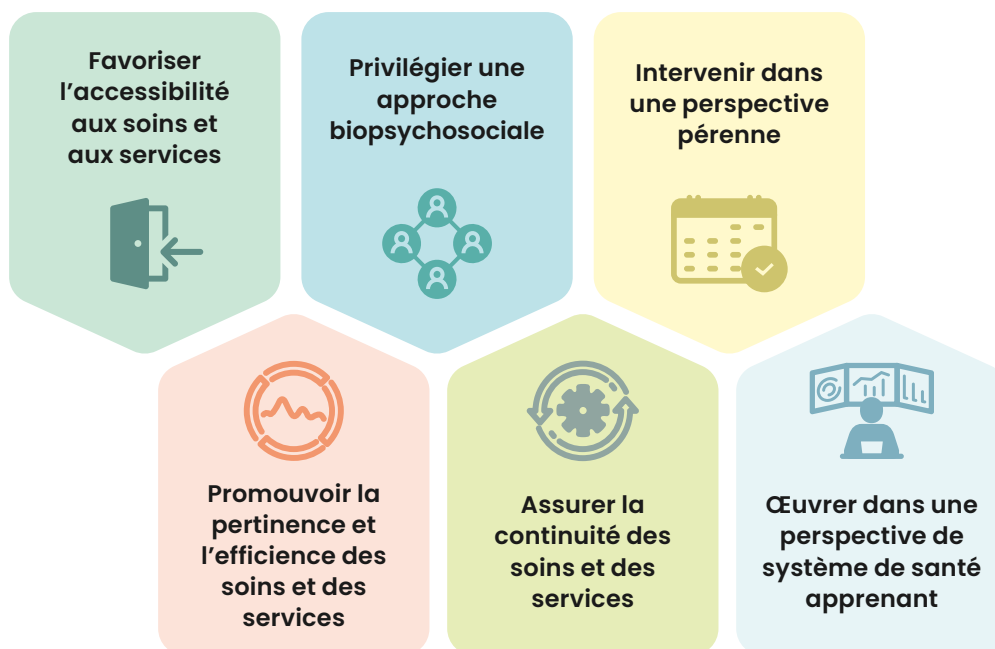 Favoriser
l’accessibilité
aux soins et
aux services
Privilégier une
approche
biopsychosociale
Intervenir dans
une perspective
pérenne
Promouvoir la
pertinence et
l’efficience des
soins et des
services
Assurer la
continuité des
soins et des
services
Œuvrer dans une
perspective de
système de santé
apprenant